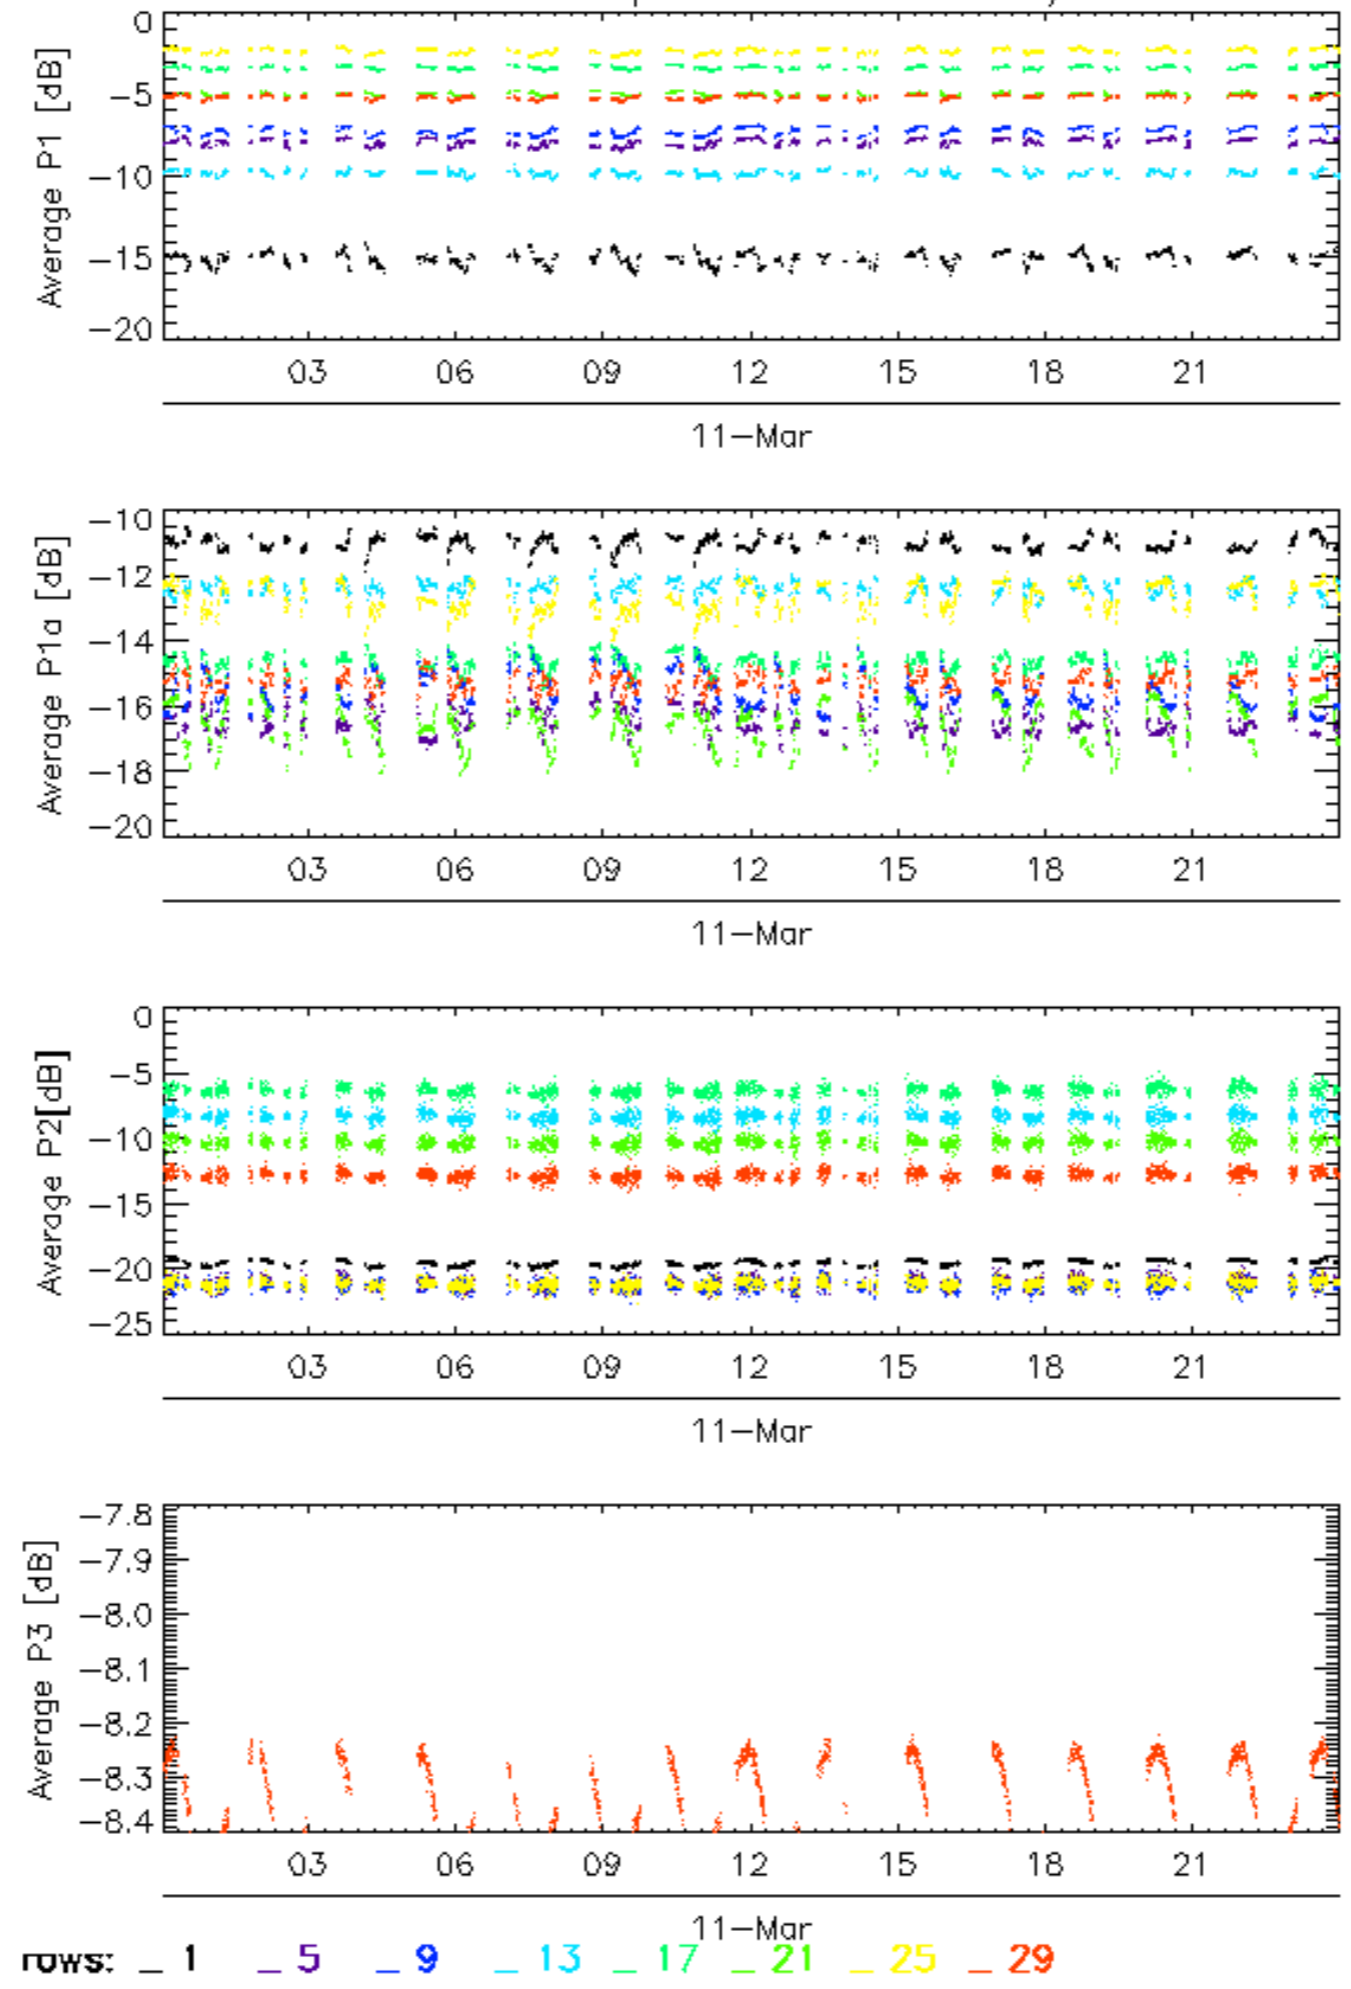 0
−5
−10
−15
−20
Average P1 [dB]
03 06 09 12 15 18 21
11−Mar
−10
−12
−14
−16
−18
−20
Average P1a [dB]
03 06 09 12 15 18 21
11−Mar
0
−5
−10
−15
−20
−25
Average P2[dB]
03 06 09 12 15 18 21
11−Mar
−7.8
−7.9
−8.0
−8.1
−8.2
−8.3
−8.4
Average P3 [dB]
03 06 09 12 15 18 21
11−Mar
rows: _ 1 _ 5 _ 9 _ 13 _ 17 _ 21 _ 25 _ 29